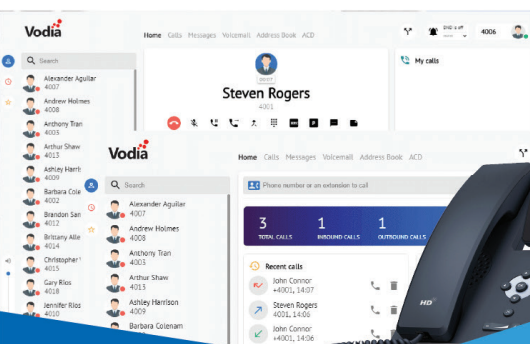 Vodia
Home Calls Messages Voicemail Address Book ACD
DND is off
4006
Search
My calls
Alexander Aguilar
4007
Andrew Holmes
4008
Anthony Tran
4003
Arthur Shaw
4013
Ashley Harris
4009
Barbara Cole
4002
Brandon San
4012
Brittany Alle
4014
Christopher
4015
Gary Rios
4018
Jennifer Rios
4010
Steven Rogers
4001
Vodia
Home Calls Messages Voicemail Address Book ACD
Search
Phone number or an extension to call
Alexander Aguilar
4007
Andrew Holmes
4008
Anthony Tran
4003
Arthur Shaw
4013
Ashley Harrison
4009
Barbara Colenam
3 1 1
TOTAL CALLS INBOUND CALLS OUTBOUND CALLS
Recent calls
John Connor
+4001, 14:07
Steven Rogers
4001, 14:06
John Connor
+4001, 14:06
HD